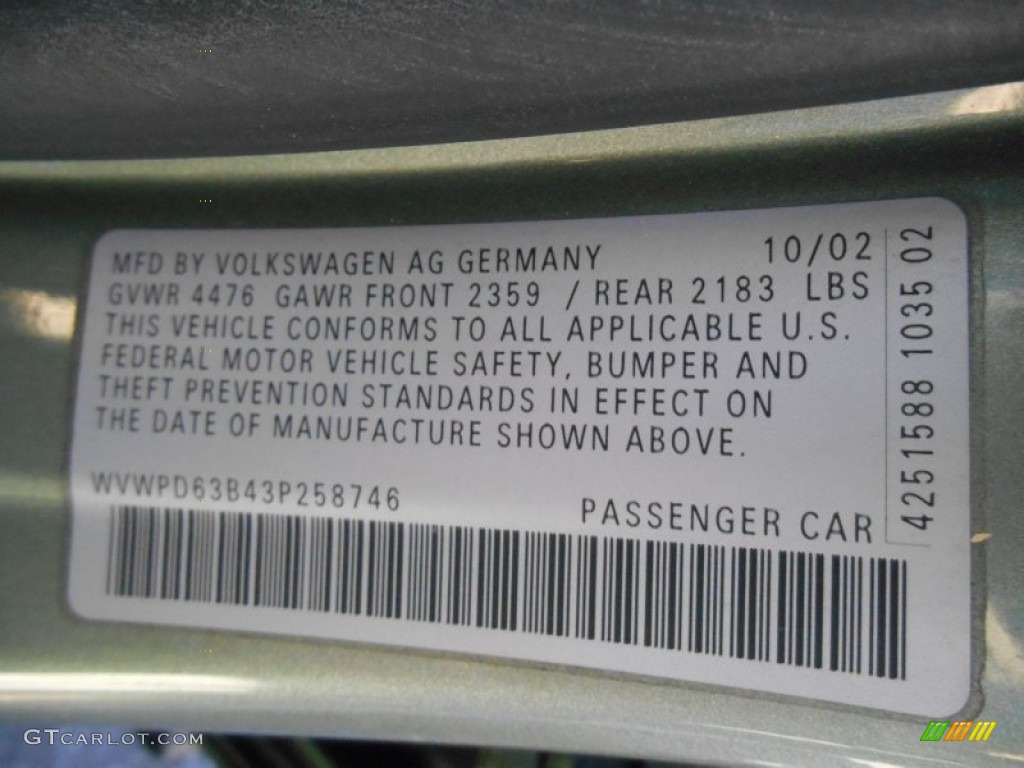 MFD BY VOLKSWAGEN AG GERMANY 10/02
GVWR 4476 GAWR FRONT 2359 / REAR 2183 LBS
THIS VEHICLE CONFORMS TO ALL APPLICABLE U.S.
FEDERAL MOTOR VEHICLE SAFETY, BUMPER AND
THEFT PREVENTION STANDARDS IN EFFECT ON
THE DATE OF MANUFACTURE SHOWN ABOVE.
WVWPD63B43P258746 PASSENGER CAR
42515588 1035 02
GTCARLOT.COM